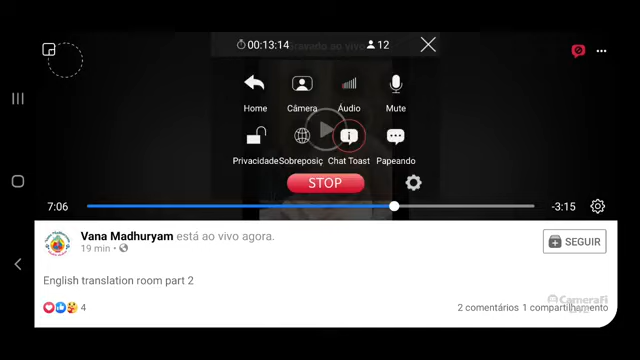 00:13:14
12
Home Câmera Áudio Mute
Privacidade Sobreposiç Chat Toast Papeando
STOP
7:06
-3:15
Vana Madhuryam está ao vivo agora.
19 min
SEGUIR
English translation room part 2
4
2 comentários 1 compartilhamento
CameraFi
LIVE